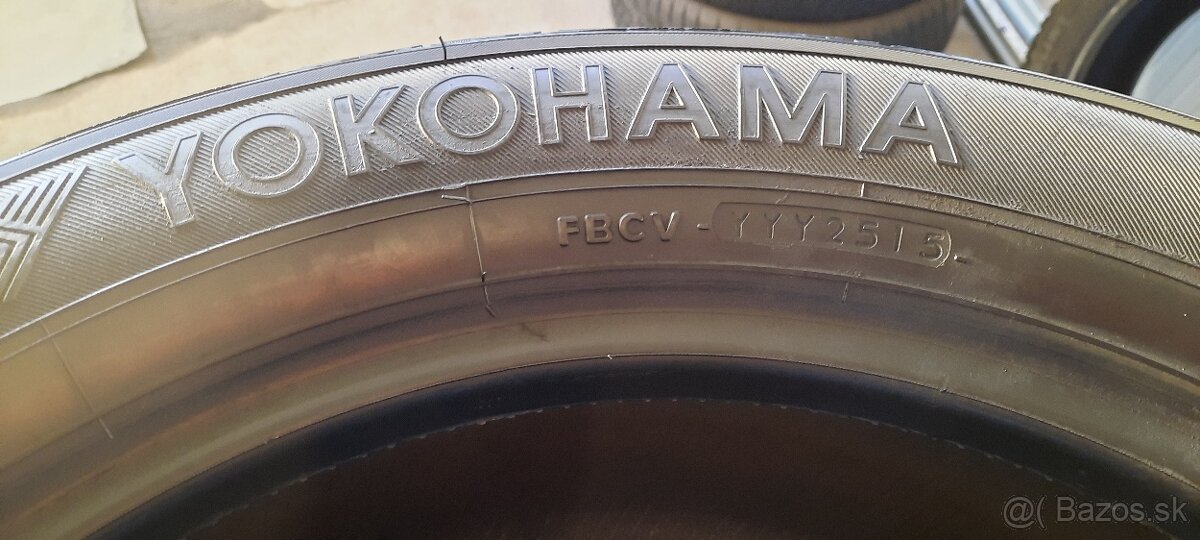 YOKOHAMA
FBCV - YYY2515
@( Bazos.sk